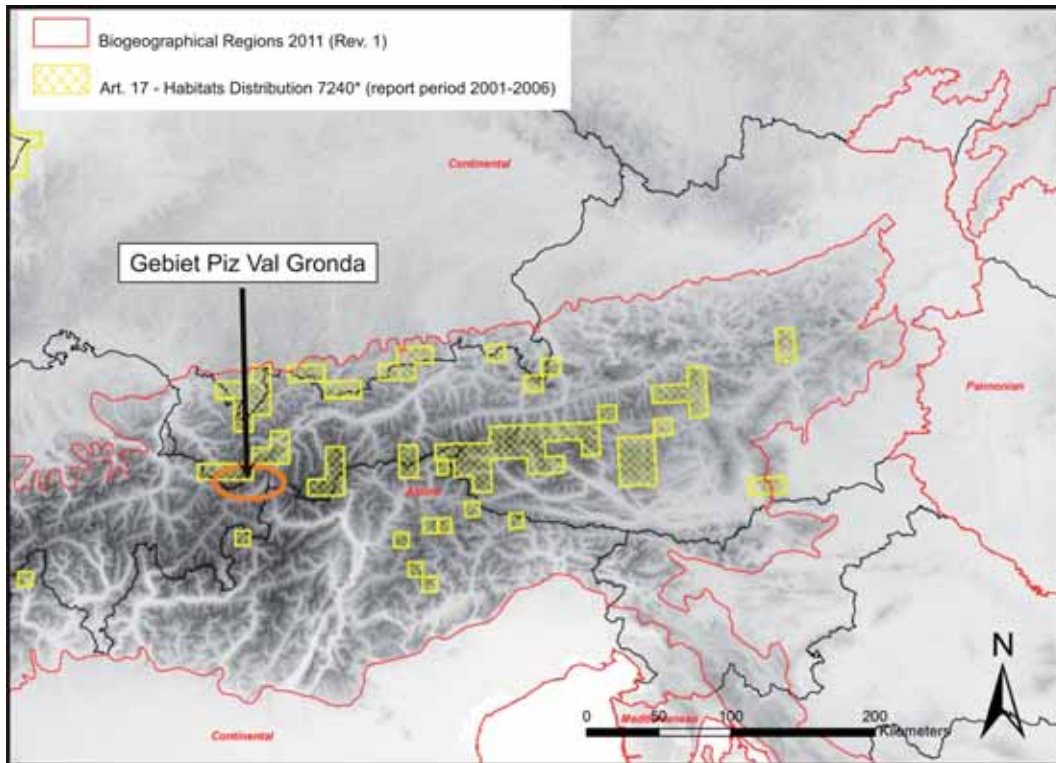 Biogeographical Regions 2011 (Rev. 1)
Art. 17 - Habitats Distribution 7240* (report period 2001-2006)
Continental
Gebiet Piz Val Gronda
Pannonian
Alpine
N
Mediterranean
0 50 100 200
Kilometers
Continental